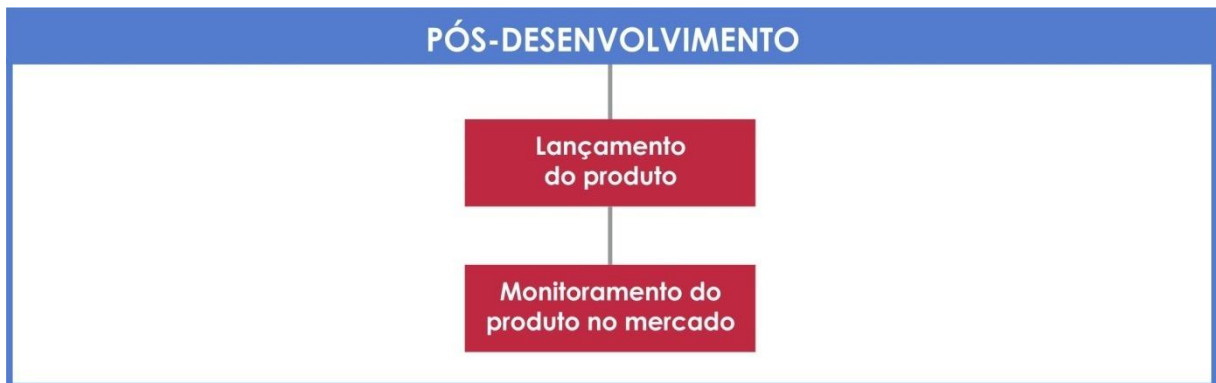 PÓS-DESENVOLVIMENTO
Lançamento
do produto
Monitoramento do
produto no mercado